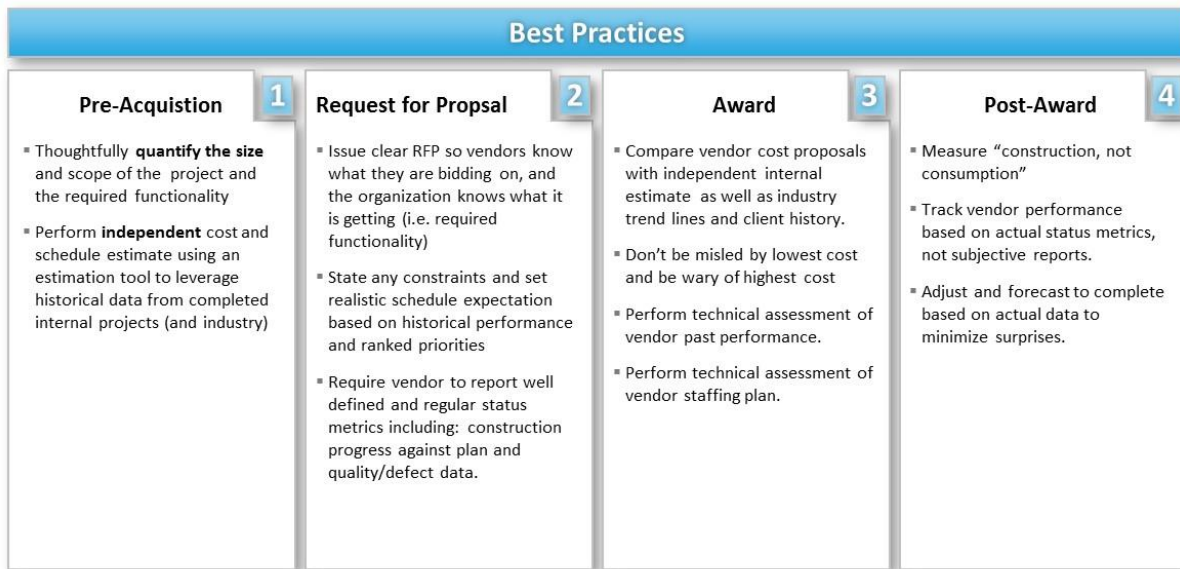 Best Practices
Pre-Acquistion
1
▪ Thoughtfully quantify the size
and scope of the project and
the required functionality
▪ Perform independent cost and
schedule estimate using an
estimation tool to leverage
historical data from completed
internal projects (and industry)
Request for Propsal
2
▪ Issue clear RFP so vendors know
what they are bidding on, and
the organization knows what it
is getting (i.e. required
functionality)
▪ State any constraints and set
realistic schedule expectation
based on historical performance
and ranked priorities
▪ Require vendor to report well
defined and regular status
metrics including: construction
progress against plan and
quality/defect data.
Award
3
▪ Compare vendor cost proposals
with independent internal
estimate as well as industry
trend lines and client history.
▪ Don’t be misled by lowest cost
and be wary of highest cost
▪ Perform technical assessment of
vendor past performance.
▪ Perform technical assessment of
vendor staffing plan.
Post-Award
4
▪ Measure “construction, not
consumption”
▪ Track vendor performance
based on actual status metrics,
not subjective reports.
▪ Adjust and forecast to complete
based on actual data to
minimize surprises.